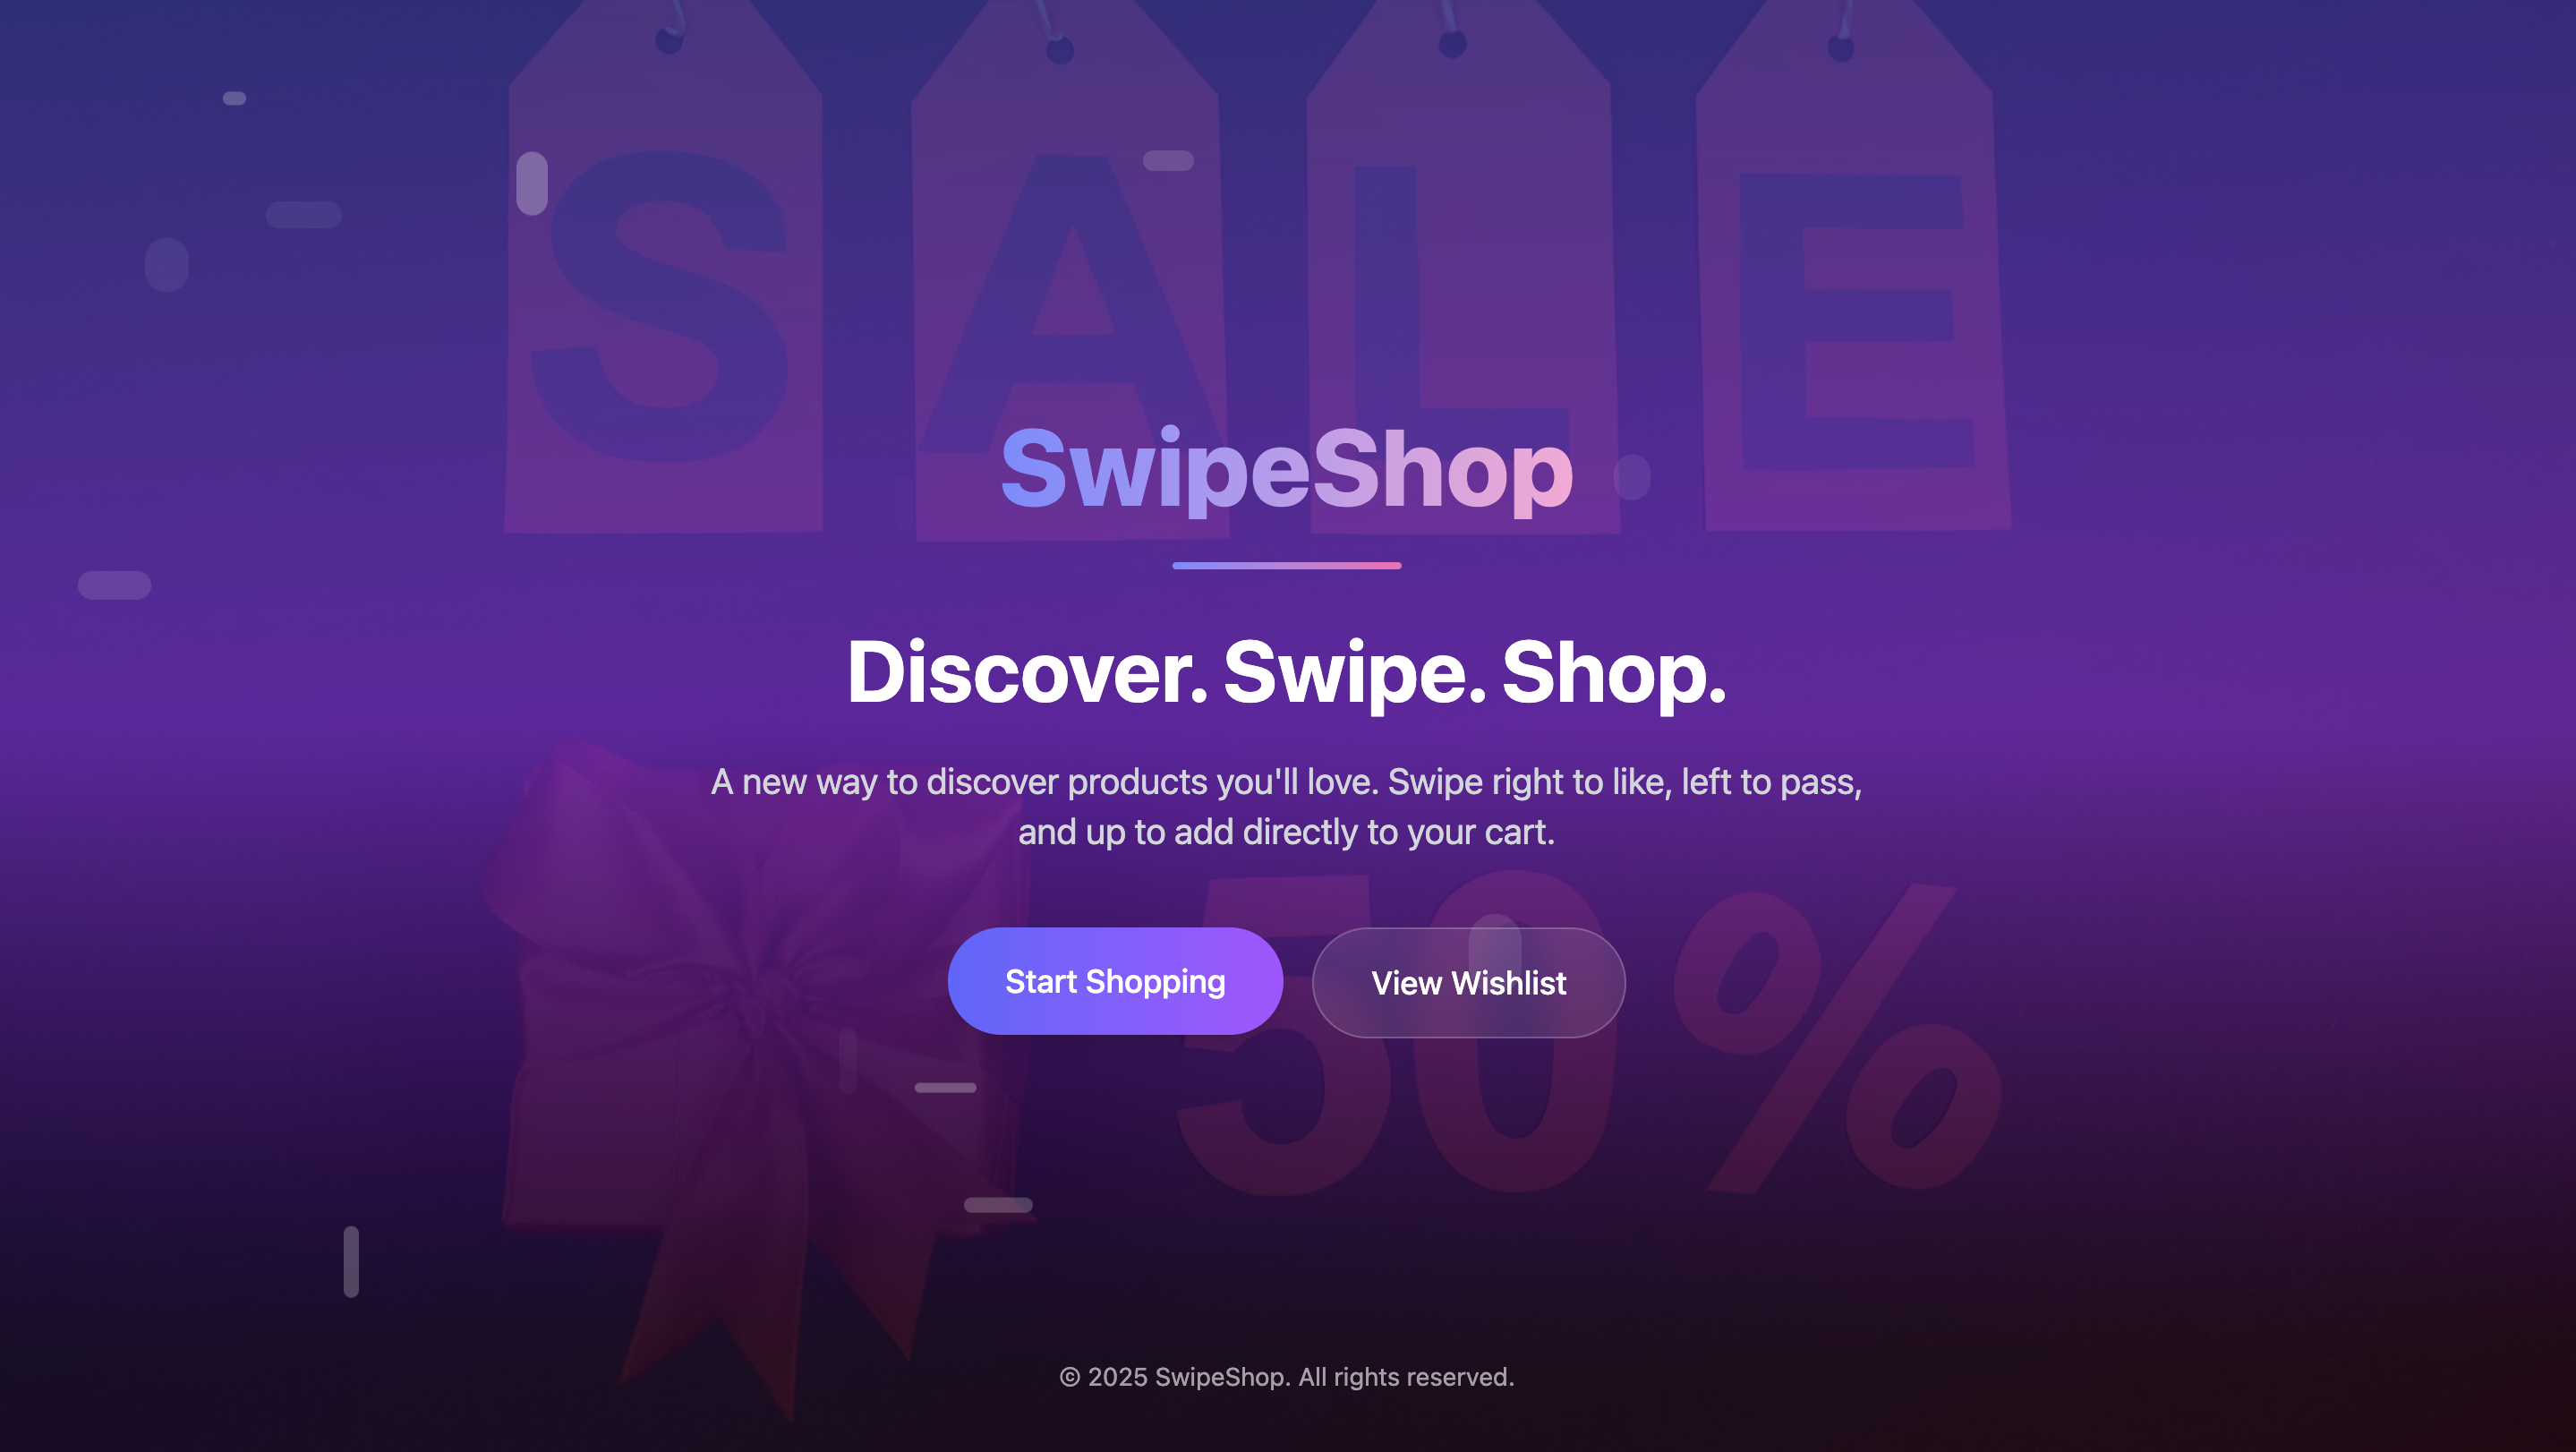 SALE
SwipeShop
Discover. Swipe. Shop.
A new way to discover products you'll love. Swipe right to like, left to pass,
and up to add directly to your cart.
50%
Start Shopping
View Wishlist
© 2025 SwipeShop. All rights reserved.